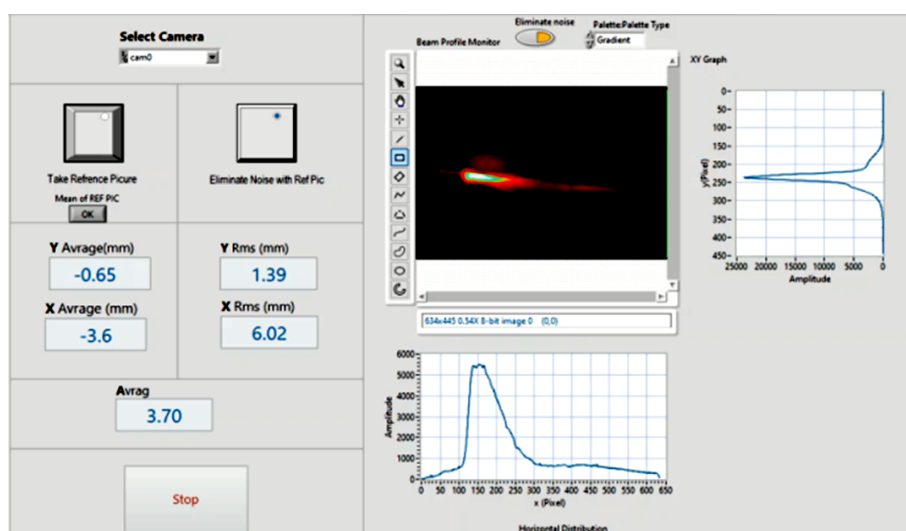 Select Camera
cam0
Take Refrence Picure
Mean of REF PIC
OK
Eliminate Noise with Ref Pic
Y Avrage(mm)
-0.65
Y Rms (mm)
1.39
X Avrage (mm)
-3.6
X Rms (mm)
6.02
Avrag
3.70
Stop
Eliminate noise
Palette:Palette Type
Gradient
Beam Profile Monitor
634x445 0.54X 8-bit image 0 (0,0)
XY Graph
0
50
100
150
200
250
300
350
400
450
y(Pixel)
25000 20000 15000 10000 5000 0
Amplitude
6000
5000
4000
3000
2000
1000
0
Amplitude
0 50 100 150 200 250 300 350 400 450 500 550 600 650
x (Pixel)
Horizontal Distribution